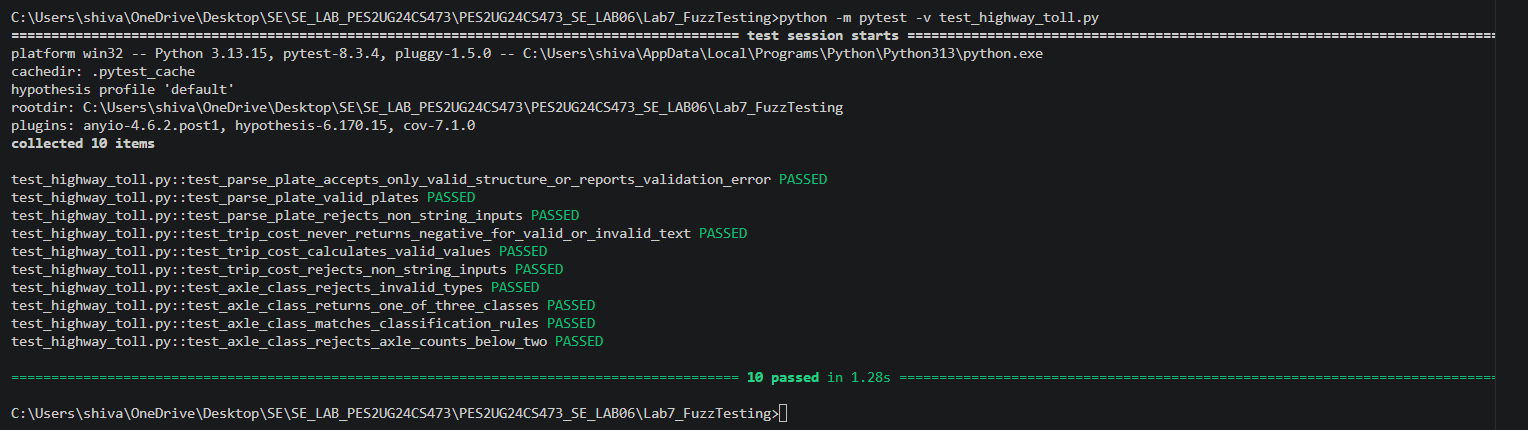 C:\Users\shiva\OneDrive\Desktop\SE\SE_LAB_PES2UG24CS473\PES2UG24CS473_SE_LAB06\Lab7_FuzzTesting>python -m pytest -v test_highway_toll.py
=========================================================================================== test session starts ===========================================================================
platform win32 -- Python 3.13.15, pytest-8.3.4, pluggy-1.5.0 -- C:\Users\shiva\AppData\Local\Programs\Python\Python313\python.exe
cachedir: .pytest_cache
hypothesis profile 'default'
rootdir: C:\Users\shiva\OneDrive\Desktop\SE\SE_LAB_PES2UG24CS473\PES2UG24CS473_SE_LAB06\Lab7_FuzzTesting
plugins: anyio-4.6.2.post1, hypothesis-6.170.15, cov-7.1.0
collected 10 items
test_highway_toll.py::test_parse_plate_accepts_only_valid_structure_or_reports_validation_error PASSED
test_highway_toll.py::test_parse_plate_valid_plates PASSED
test_highway_toll.py::test_parse_plate_rejects_non_string_inputs PASSED
test_highway_toll.py::test_trip_cost_never_returns_negative_for_valid_or_invalid_text PASSED
test_highway_toll.py::test_trip_cost_calculates_valid_values PASSED
test_highway_toll.py::test_trip_cost_rejects_non_string_inputs PASSED
test_highway_toll.py::test_axle_class_rejects_invalid_types PASSED
test_highway_toll.py::test_axle_class_returns_one_of_three_classes PASSED
test_highway_toll.py::test_axle_class_matches_classification_rules PASSED
test_highway_toll.py::test_axle_class_rejects_axle_counts_below_two PASSED
=========================================================================================== 10 passed in 1.28s ===========================================================================
C:\Users\shiva\OneDrive\Desktop\SE\SE_LAB_PES2UG24CS473\PES2UG24CS473_SE_LAB06\Lab7_FuzzTesting>